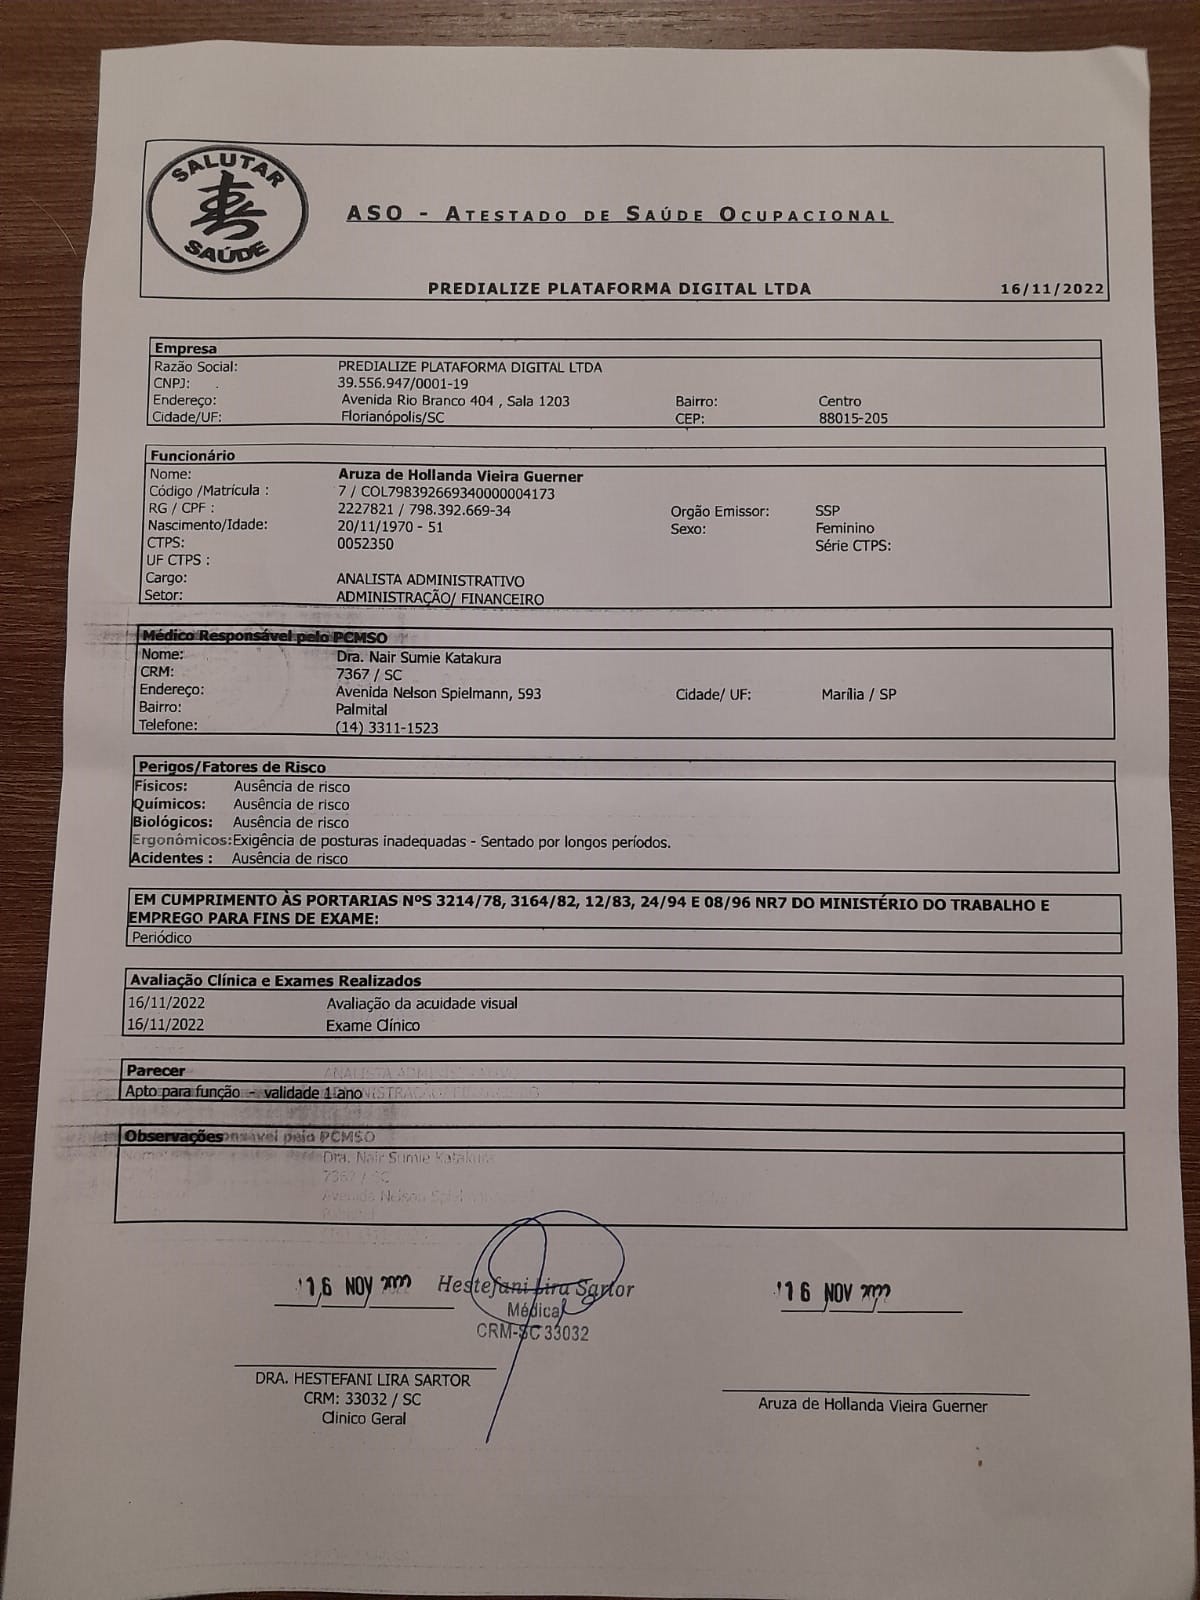 SALUTAR
SAÚDE
ASO - ATESTADO DE SAÚDE OCUPACIONAL
PREDIALIZE PLATAFORMA DIGITAL LTDA 16/11/2022
Empresa
Razão Social: PREDIALIZE PLATAFORMA DIGITAL LTDA
CNPJ: 39.556.947/0001-19
Endereço: Avenida Rio Branco 404 , Sala 1203 Bairro: Centro
Cidade/UF: Florianópolis/SC CEP: 88015-205
Funcionário
Nome: Aruza de Hollanda Vieira Guerner
Código /Matrícula : 7 / COL798392669340000004173
RG / CPF : 2227821 / 798.392.669-34 Orgão Emissor: SSP
Nascimento/Idade: 20/11/1970 - 51 Sexo: Feminino
CTPS: 0052350 Série CTPS:
UF CTPS :
Cargo: ANALISTA ADMINISTRATIVO
Setor: ADMINISTRAÇÃO/ FINANCEIRO
Médico Responsável pelo PCMSO
Nome: Dra. Nair Sumie Katakura
CRM: 7367 / SC
Endereço: Avenida Nelson Spielmann, 593 Cidade/ UF: Marília / SP
Bairro: Palmital
Telefone: (14) 3311-1523
Perigos/Fatores de Risco
Físicos: Ausência de risco
Químicos: Ausência de risco
Biológicos: Ausência de risco
Ergonômicos: Exigência de posturas inadequadas - Sentado por longos períodos.
Acidentes : Ausência de risco
EM CUMPRIMENTO ÀS PORTARIAS NºS 3214/78, 3164/82, 12/83, 24/94 E 08/96 NR7 DO MINISTÉRIO DO TRABALHO E
EMPREGO PARA FINS DE EXAME:
Periódico
Avaliação Clínica e Exames Realizados
16/11/2022 Avaliação da acuidade visual
16/11/2022 Exame Clínico
Parecer
Apto para função - validade 1 ano
Observações
pelo PCMSO
Dra. Nair Sumie Katakura
7367 / SC
16 NOV 2022 Hestefani Lira Sartor 16 NOV 2022
Médica
CRM-SC 33032
DRA. HESTEFANI LIRA SARTOR
CRM: 33032 / SC
Clinico Geral
Aruza de Hollanda Vieira Guerner